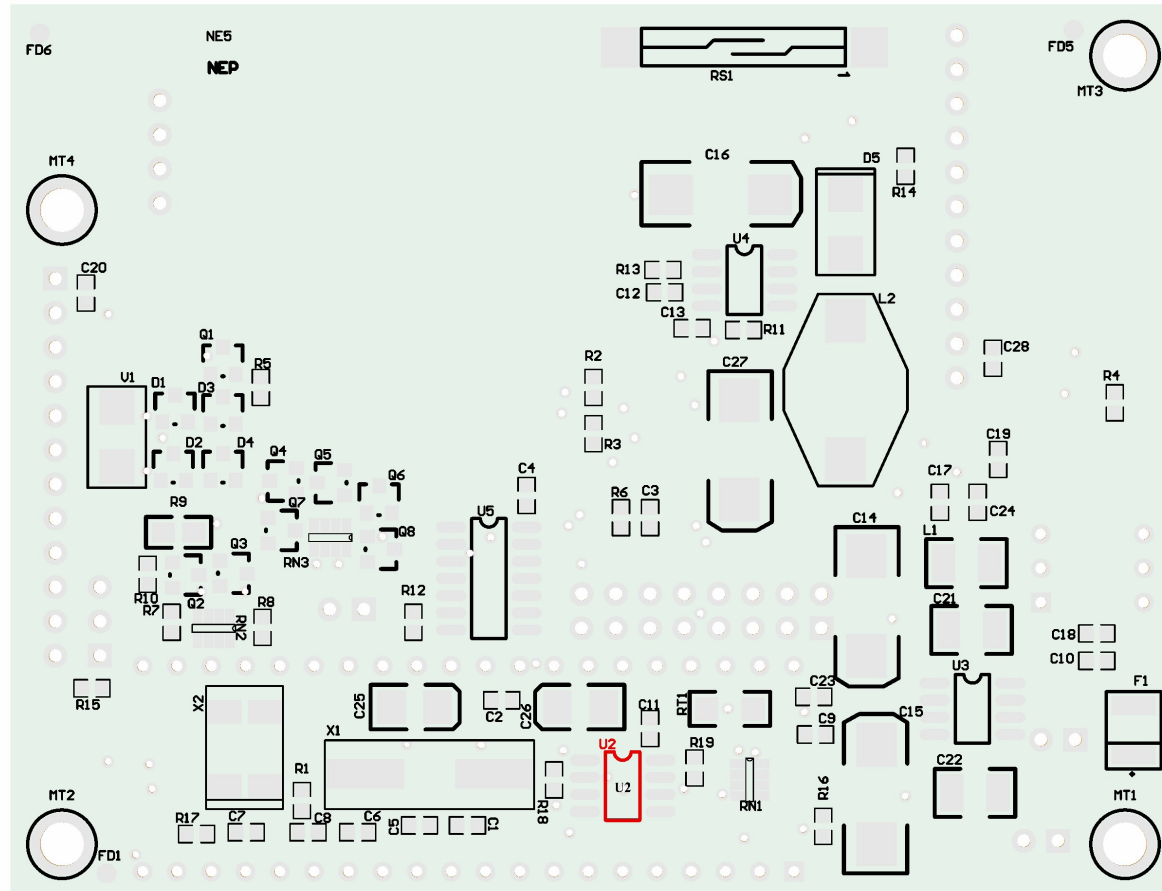 NE5
FD6
FD5
NEP
RS1
1
MT3
MT4
C16
D5
R14
U4
C20
R13
C12
L2
C13
R11
Q1
C28
R2
R5
C27
V1
D1
D3
R4
R3
D2
D4
C19
Q4
Q5
C4
Q6
C17
R9
Q7
R6
C3
U5
C24
C14
Q8
L1
Q3
RN3
R10
Q2
R12
C21
R7
R8
RN2
C18
C10
U3
F1
R15
X2
C25
C2
C26
C11
RT1
C23
C15
X1
C9
U2
R19
C22
R1
U2
MT2
RN1
R16
MT1
R18
R17
C7
C8
C6
C5
C1
FD1